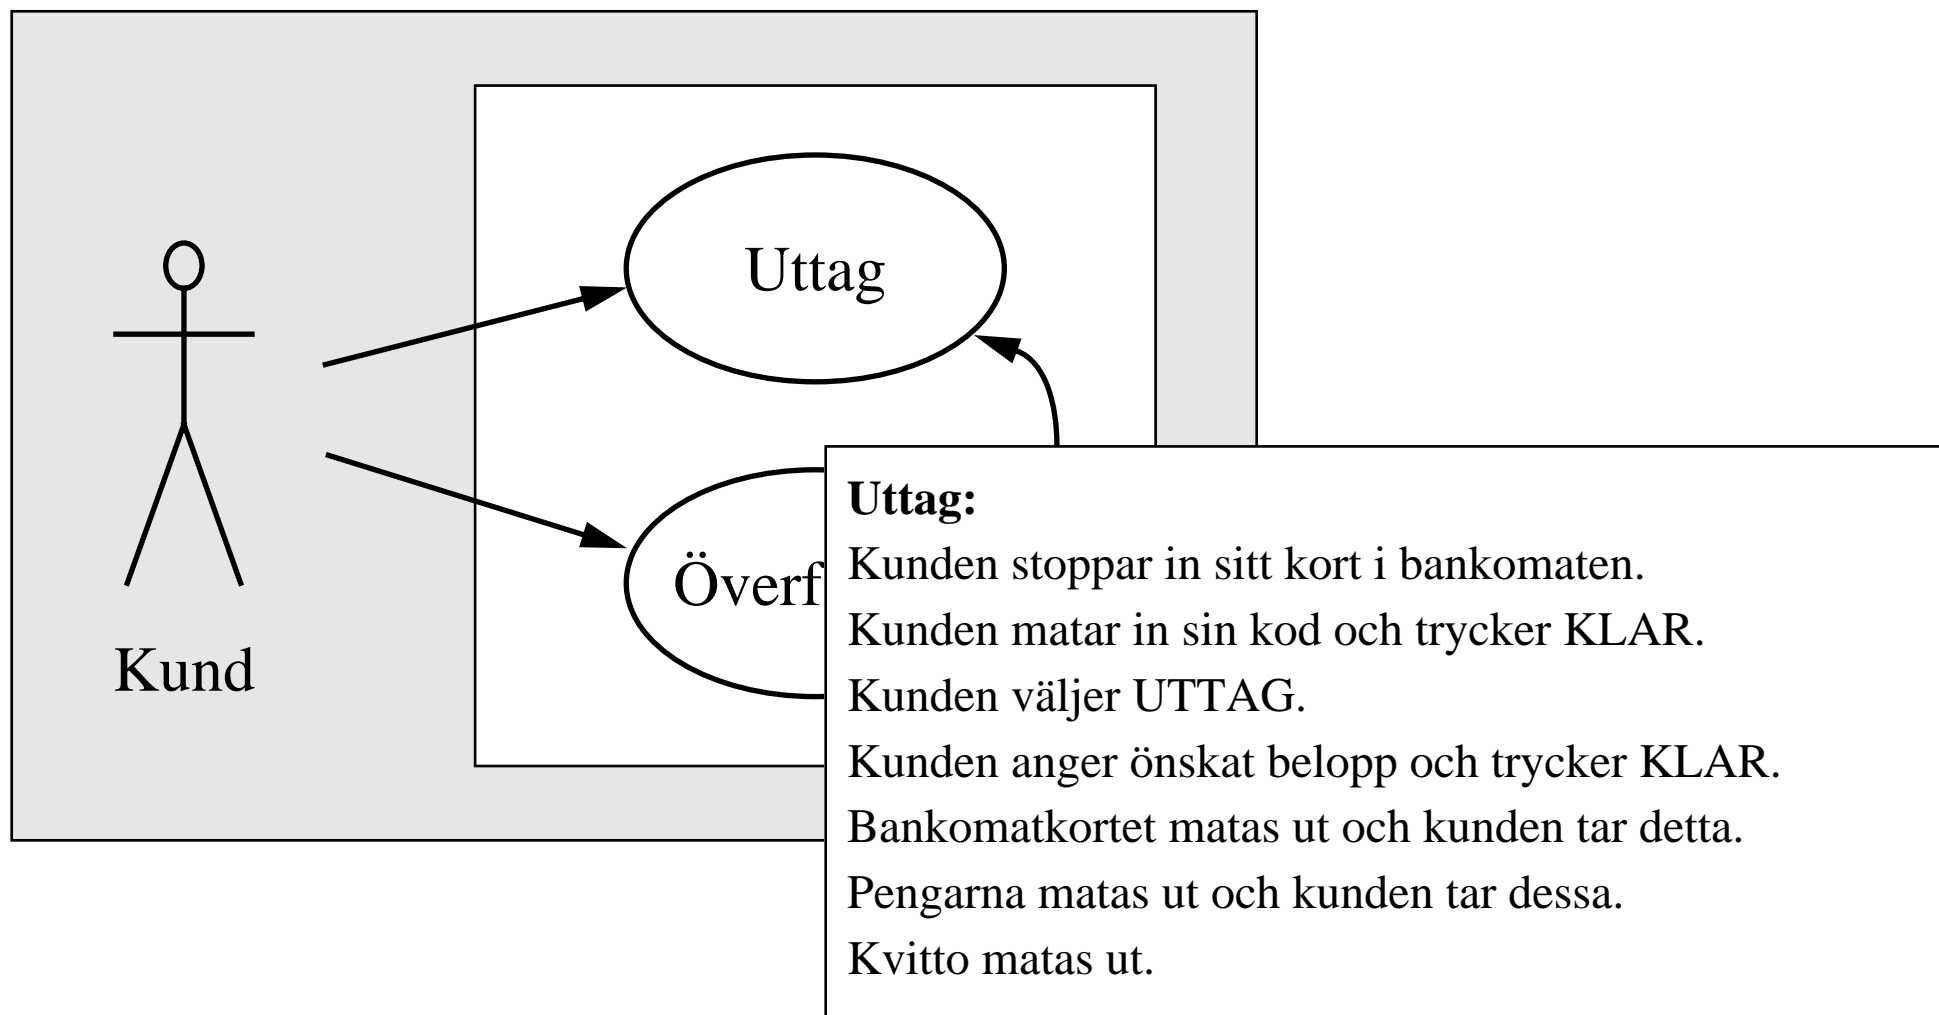 Uttag
Kund
Uttag:
Kunden stoppar in sitt kort i bankomaten.
Kunden matar in sin kod och trycker KLAR.
Kunden väljer UTTAG.
Kunden anger önskat belopp och trycker KLAR.
Bankomatkortet matas ut och kunden tar detta.
Pengarna matas ut och kunden tar dessa.
Kvitto matas ut.